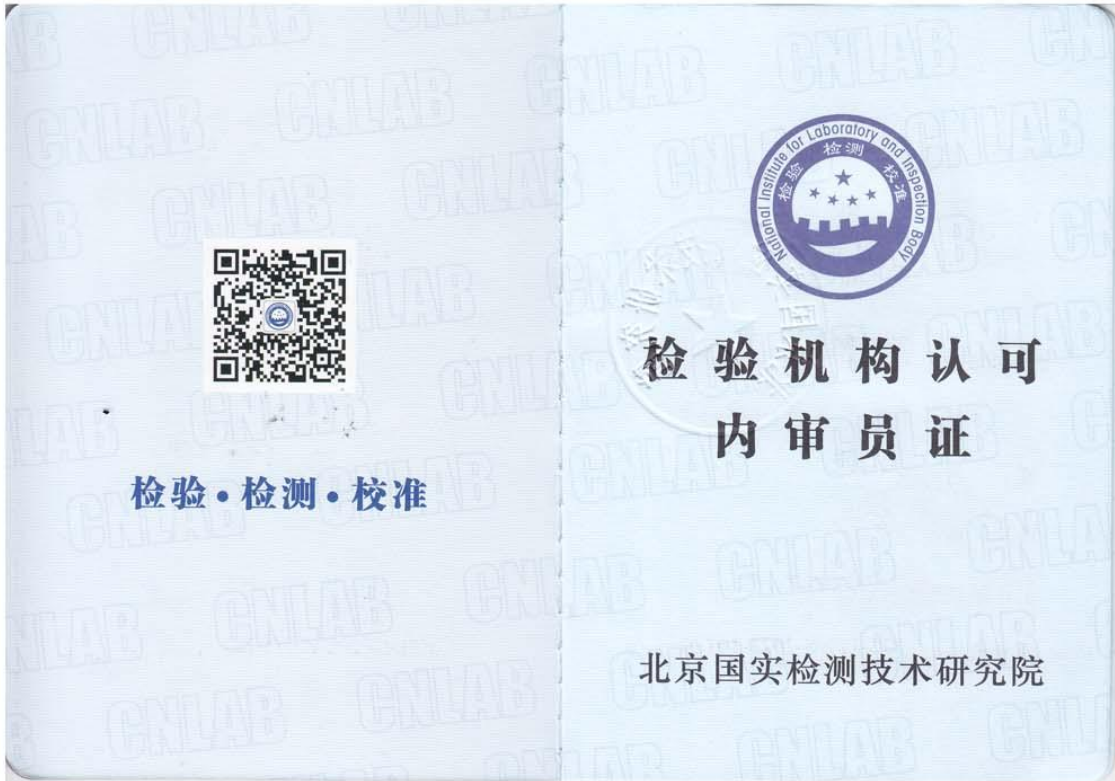 检验·检测·校准
National Institute for Laboratory and Inspection Body
检验 检测 校准
检验机构认可
内审员证
北京国实检测技术研究院
CNLAB